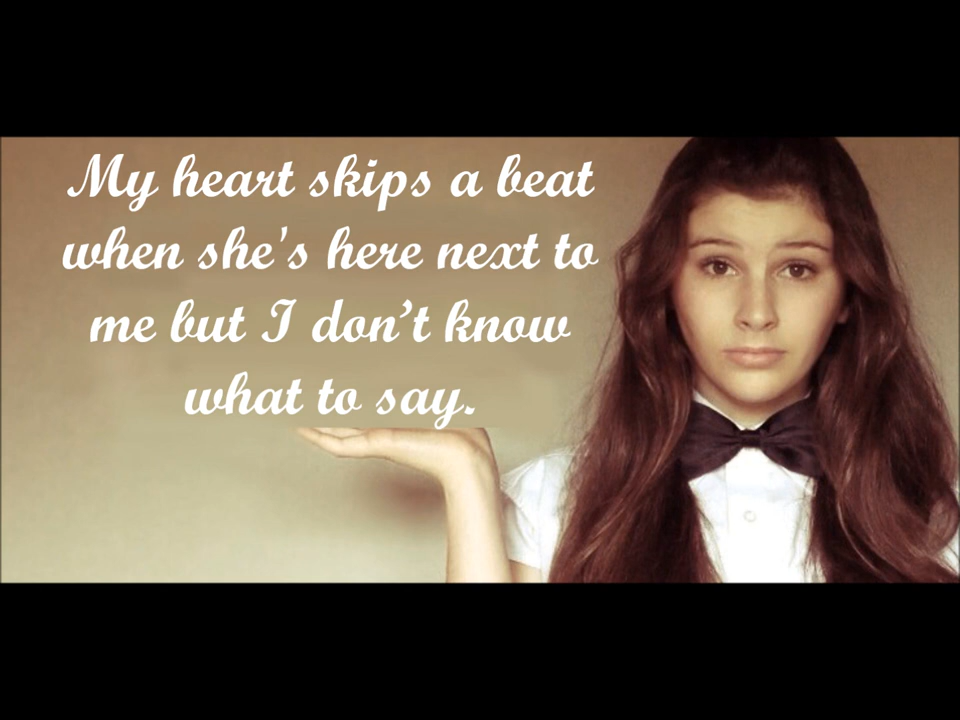 My heart skips a beat
when she's here next to
me but I don’t know
what to say.